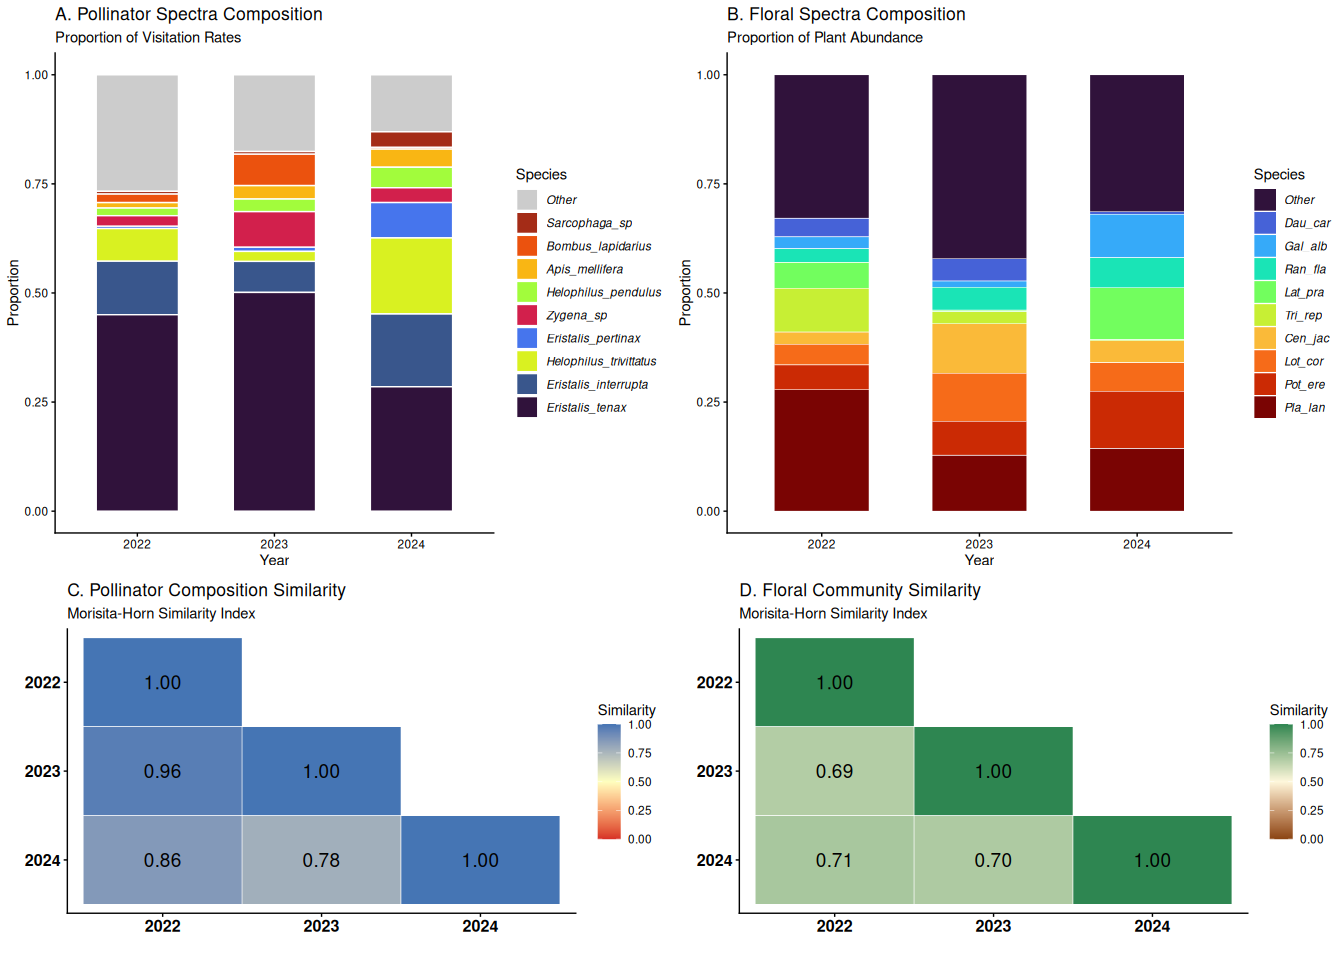 A. Pollinator Spectra Composition
Proportion of Visitation Rates
1.00
0.75
0.50
0.25
0.00
Proportion
2022
2023
2024
Year
Species
Other
Sarcophaga_sp
Bombus_lapidarius
Apis_mellifera
Helophilus_pendulus
Zygena_sp
Eristalis_pertinax
Helophilus_trivittatus
Eristalis_interrupta
Eristalis_tenax
B. Floral Spectra Composition
Proportion of Plant Abundance
1.00
0.75
0.50
0.25
0.00
Proportion
2022
2023
2024
Year
Species
Other
Dau_car
Gal_alb
Ran_fla
Lat_pra
Tri_rep
Cen_jac
Lot_cor
Pot_ere
Pla_lan
C. Pollinator Composition Similarity
Morisita-Horn Similarity Index
2022
1.00
2023
0.96
1.00
2024
0.86
0.78
1.00
2022
2023
2024
Similarity
1.00
0.75
0.50
0.25
0.00
D. Floral Community Similarity
Morisita-Horn Similarity Index
2022
1.00
2023
0.69
1.00
2024
0.71
0.70
1.00
2022
2023
2024
Similarity
1.00
0.75
0.50
0.25
0.00